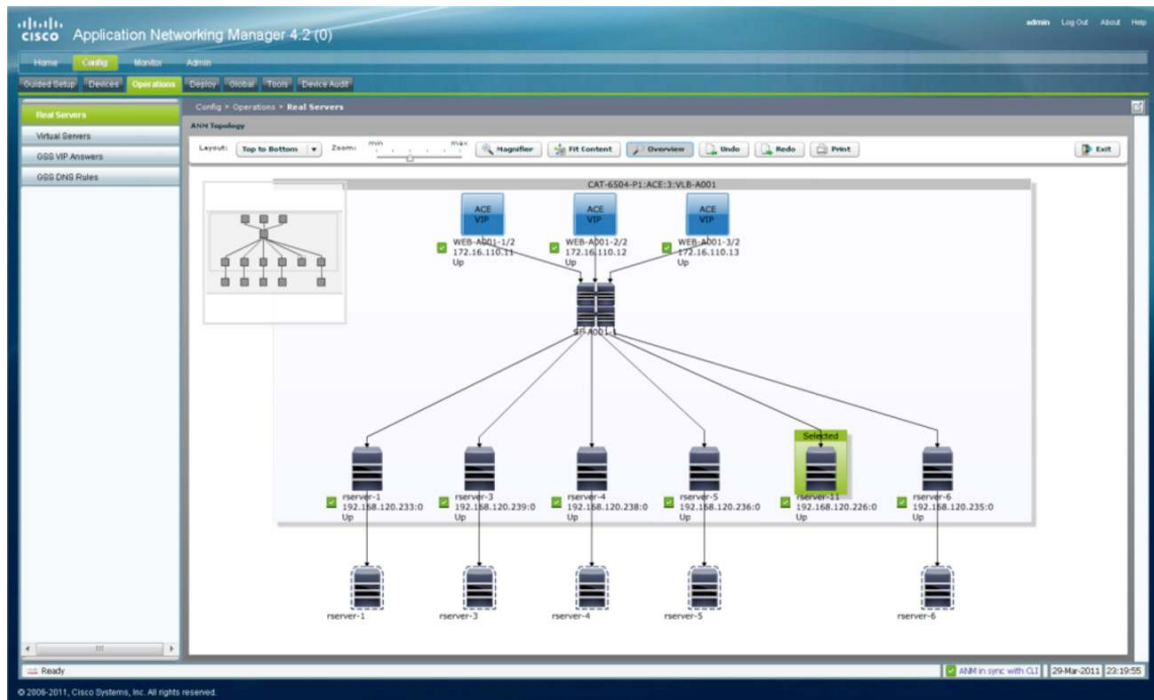 CISCO Application Networking Manager 4.2 (0)
admin Log Out About Help
Home Config Monitor Admin
Guided Setup Devices Operations Deploy Global Tools Device Audit
Real Servers
Virtual Servers
GSS VIP Answers
GSS DNS Rules
Config > Operations > Real Servers
ANM Topology
Layout: Top to Bottom Zoom: min max Magnifier Fit Content Overview Undo Redo Print Exit
CAT-6504-P1:ACE:3:VLB-A001
ACE VIP
WEB-A001-1/2
172.16.110.11
Up
ACE VIP
WEB-A001-2/2
172.16.110.12
Up
ACE VIP
WEB-A001-3/2
172.16.110.13
Up
SF-A001-1
Selected
rserver-1
192.168.120.233:0
Up
rserver-3
192.168.120.239:0
Up
rserver-4
192.168.120.238:0
Up
rserver-5
192.168.120.236:0
Up
rserver-11
192.168.120.226:0
Up
rserver-6
192.168.120.235:0
Up
rserver-1
rserver-3
rserver-4
rserver-5
rserver-6
Ready
ANM in sync with CLI 29-Mar-2011 23:19:55
© 2006-2011, Cisco Systems, Inc. All rights reserved.